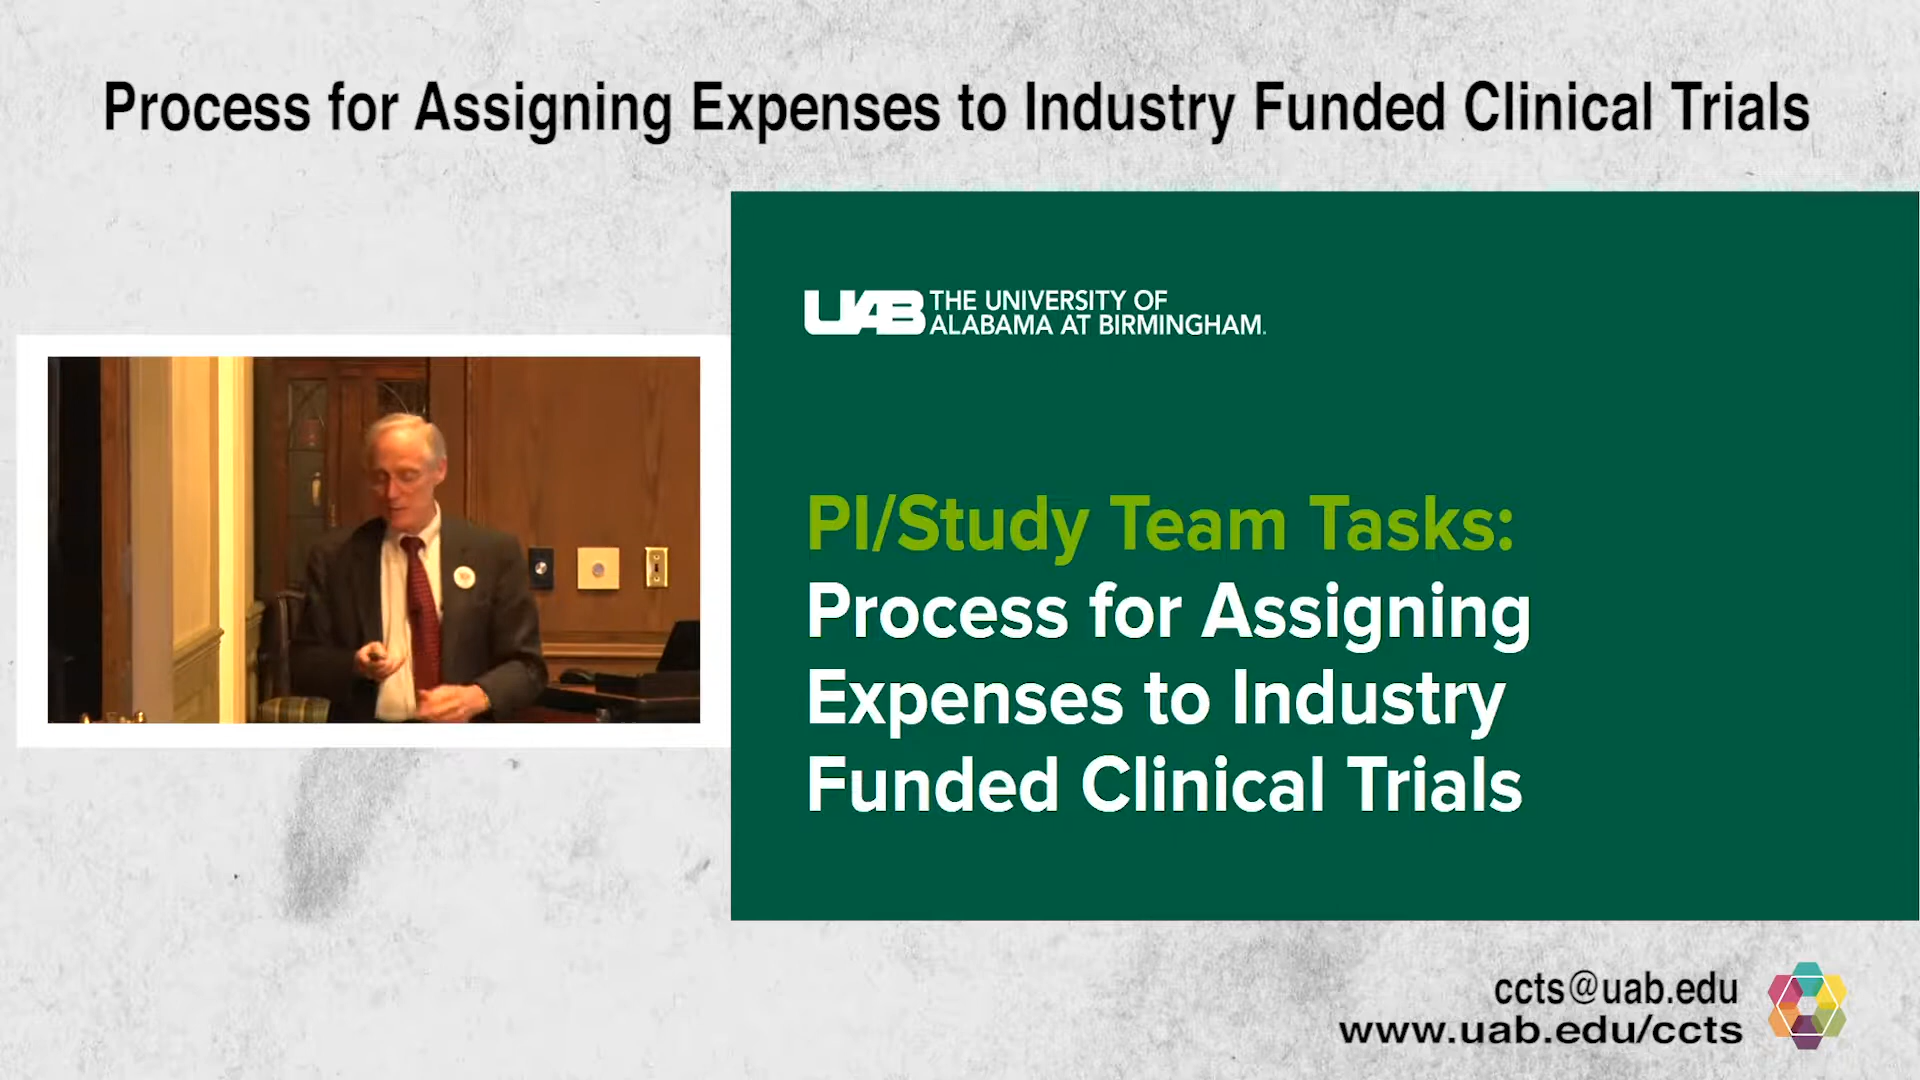 Process for Assigning Expenses to Industry Funded Clinical Trials
UAB THE UNIVERSITY OF
ALABAMA AT BIRMINGHAM.
PI/Study Team Tasks:
Process for Assigning
Expenses to Industry
Funded Clinical Trials
ccts@uab.edu
www.uab.edu/ccts